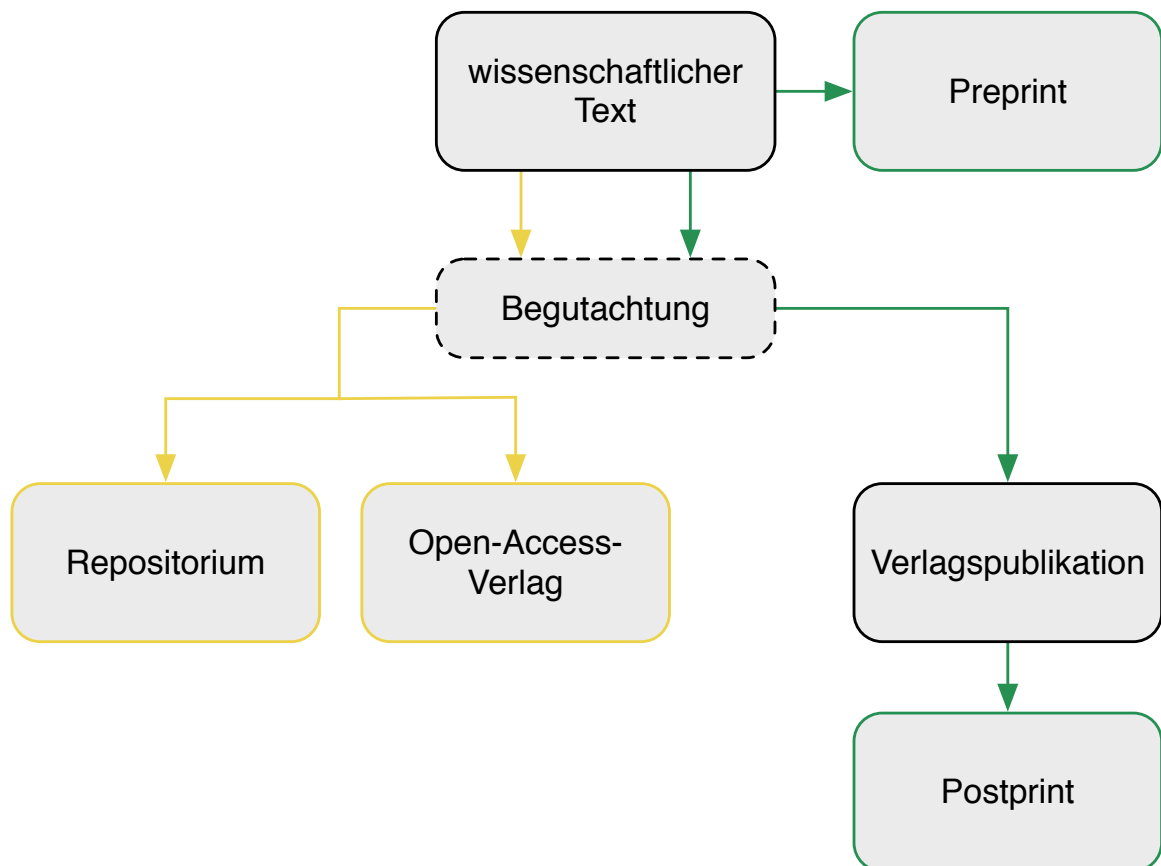 wissenschaftlicher
Text
Preprint
Begutachtung
Repositorium
Open-Access-
Verlag
Verlagspublikation
Postprint